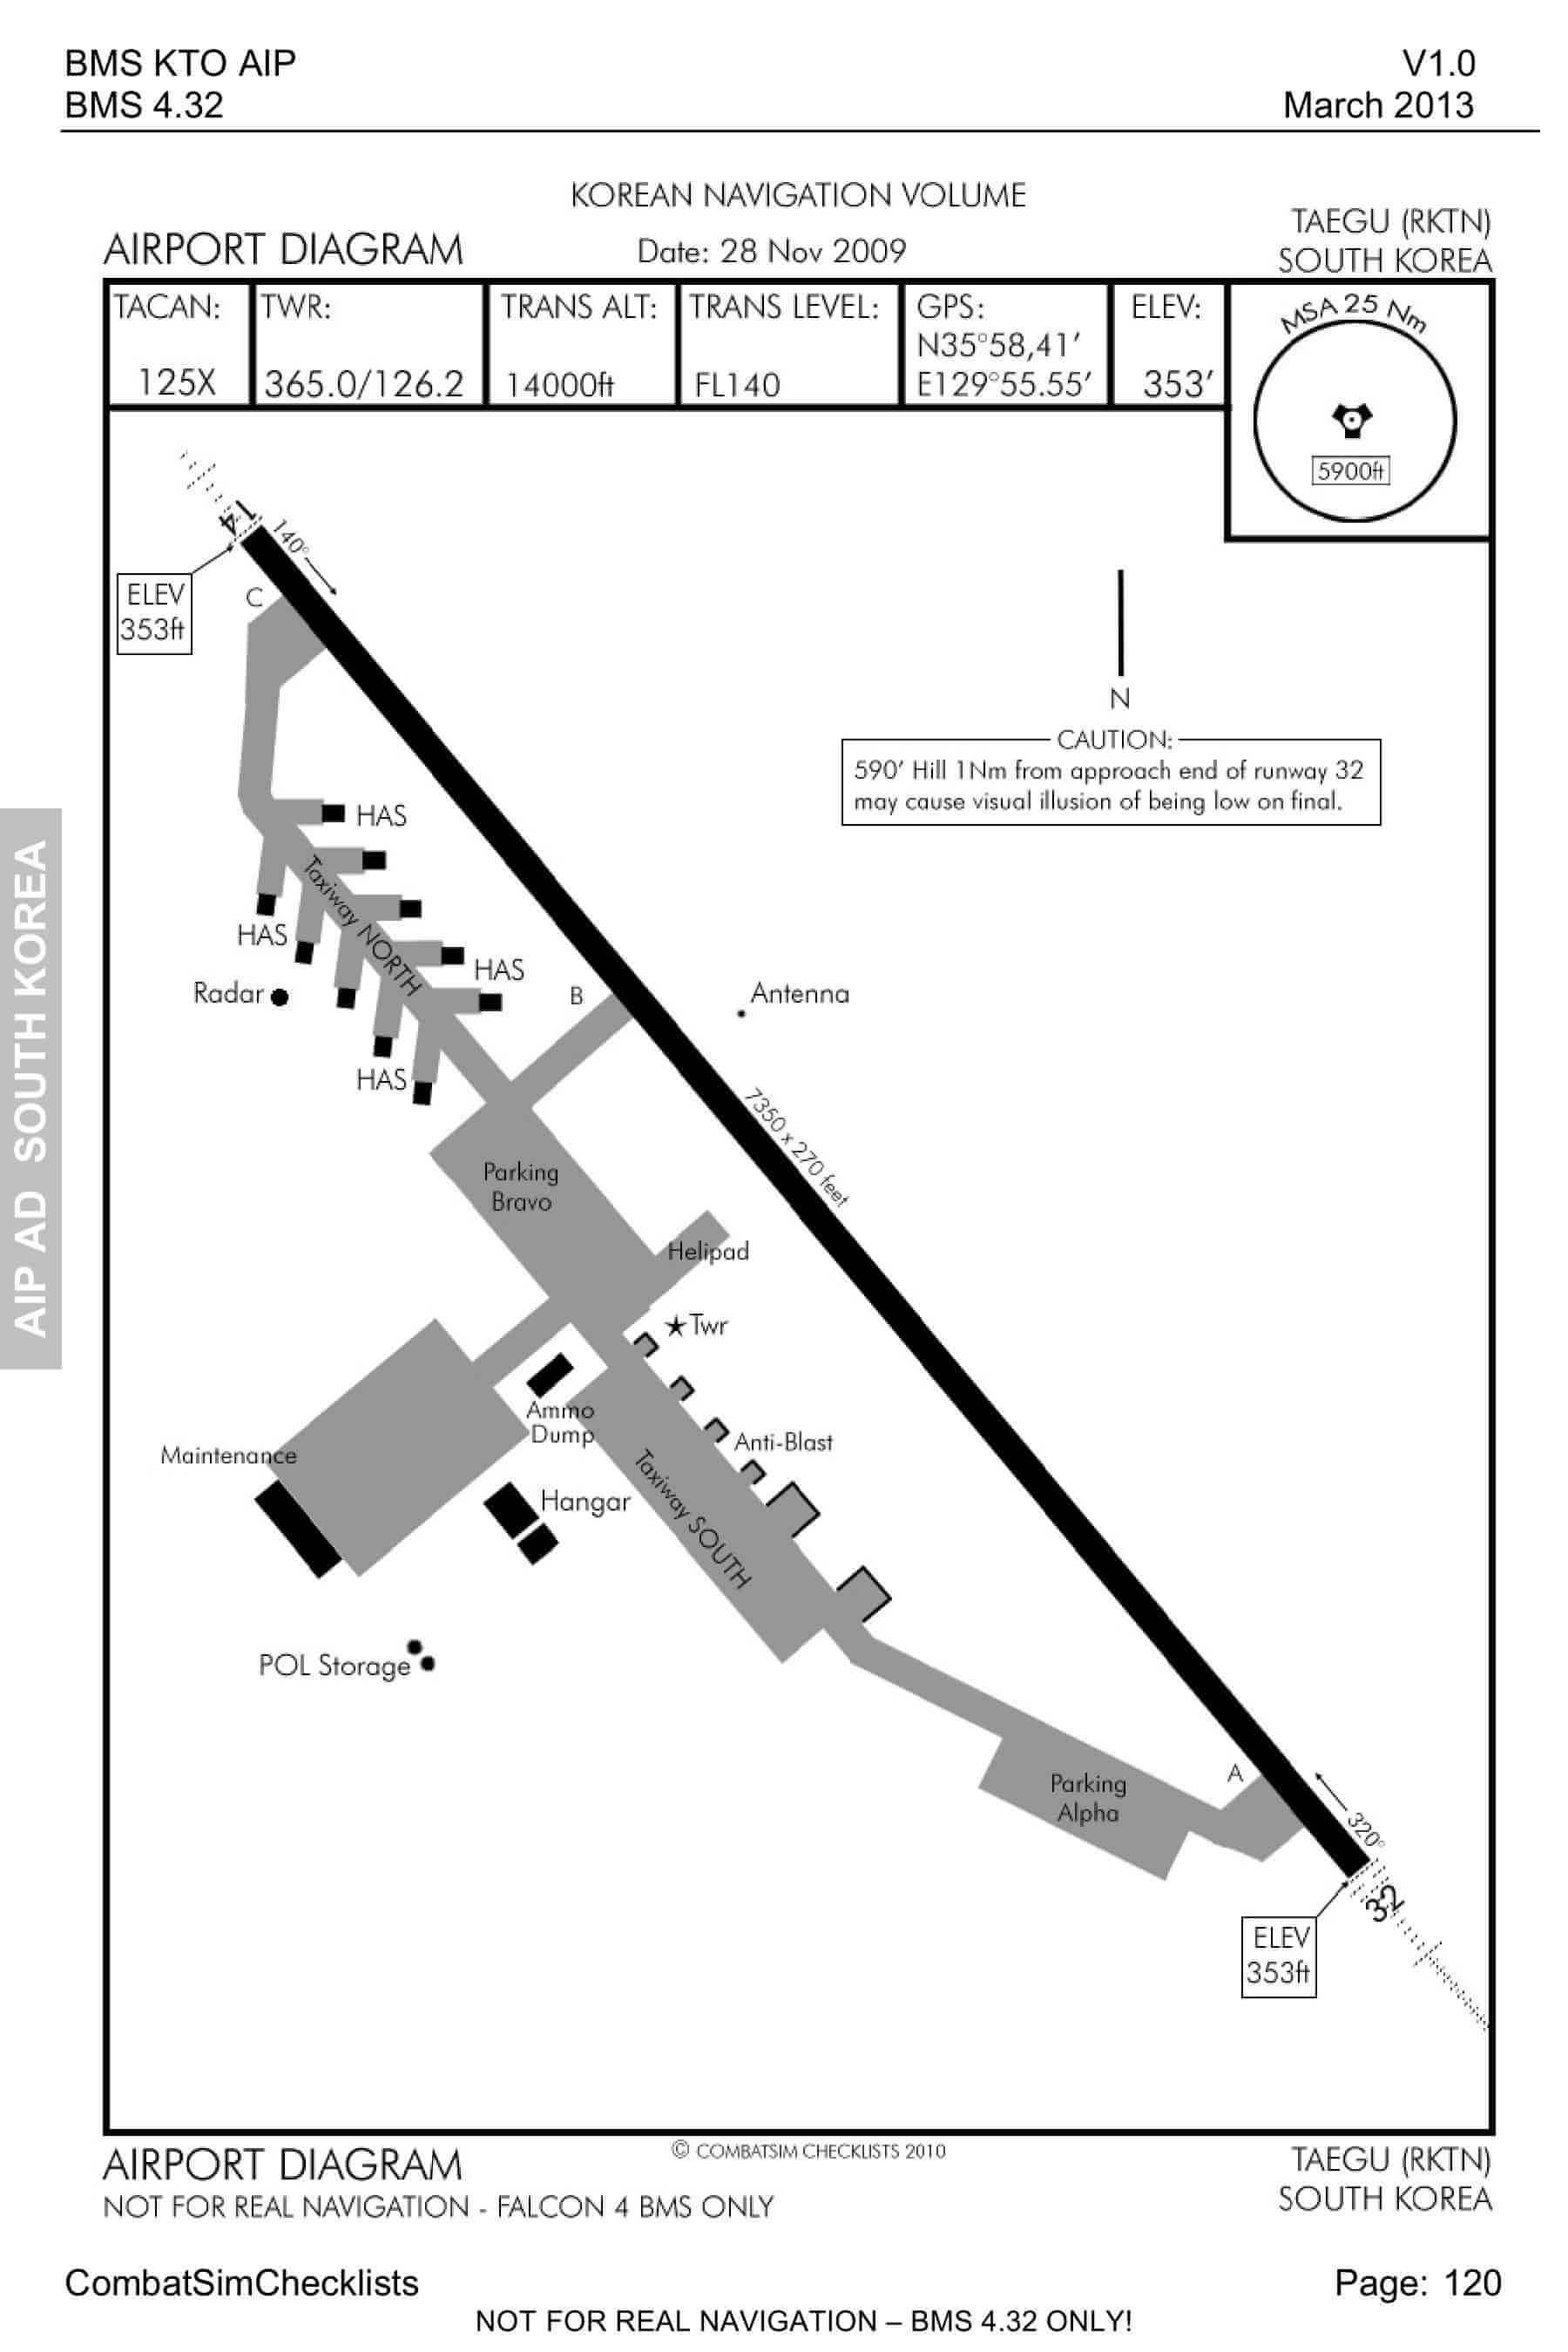 BMS KTO AIP
V1.0
BMS 4.32
March 2013
KOREAN NAVIGATION VOLUME
TAEGU (RKTN)
AIRPORT DIAGRAM
Date: 28 Nov 2009
SOUTH KOREA
TACAN:
125X
TWR:
365.0/126.2
TRANS ALT:
14000ft
TRANS LEVEL:
FL140
GPS:
N35°58,41′
E129°55.55′
ELEV:
353′
MSA 25 Nm
5900ft
14
140°
ELEV
353ft
C
N
CAUTION:
590′ Hill 1Nm from approach end of runway 32
may cause visual illusion of being low on final.
HAS
Taxiway NORTH
HAS
HAS
Radar
B
Antenna
HAS
7350 x 270 feet
Parking
Bravo
Helipad
Twr
Ammo
Dump
Anti-Blast
Maintenance
Taxiway SOUTH
Hangar
POL Storage
A
Parking
Alpha
320°
32
ELEV
353ft
AIP AD SOUTH KOREA
© COMBATSIM CHECKLISTS 2010
AIRPORT DIAGRAM
TAEGU (RKTN)
NOT FOR REAL NAVIGATION - FALCON 4 BMS ONLY
SOUTH KOREA
CombatSimChecklists
Page: 120
NOT FOR REAL NAVIGATION – BMS 4.32 ONLY!